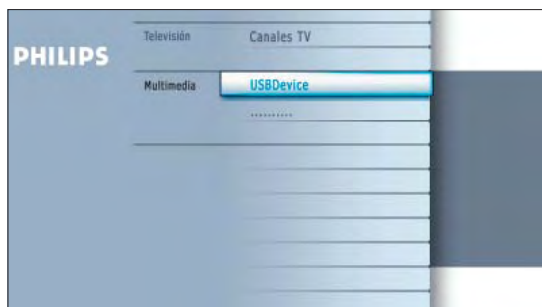 PHILIPS
Televisión Canales TV
Multimedia USBDevice
..........